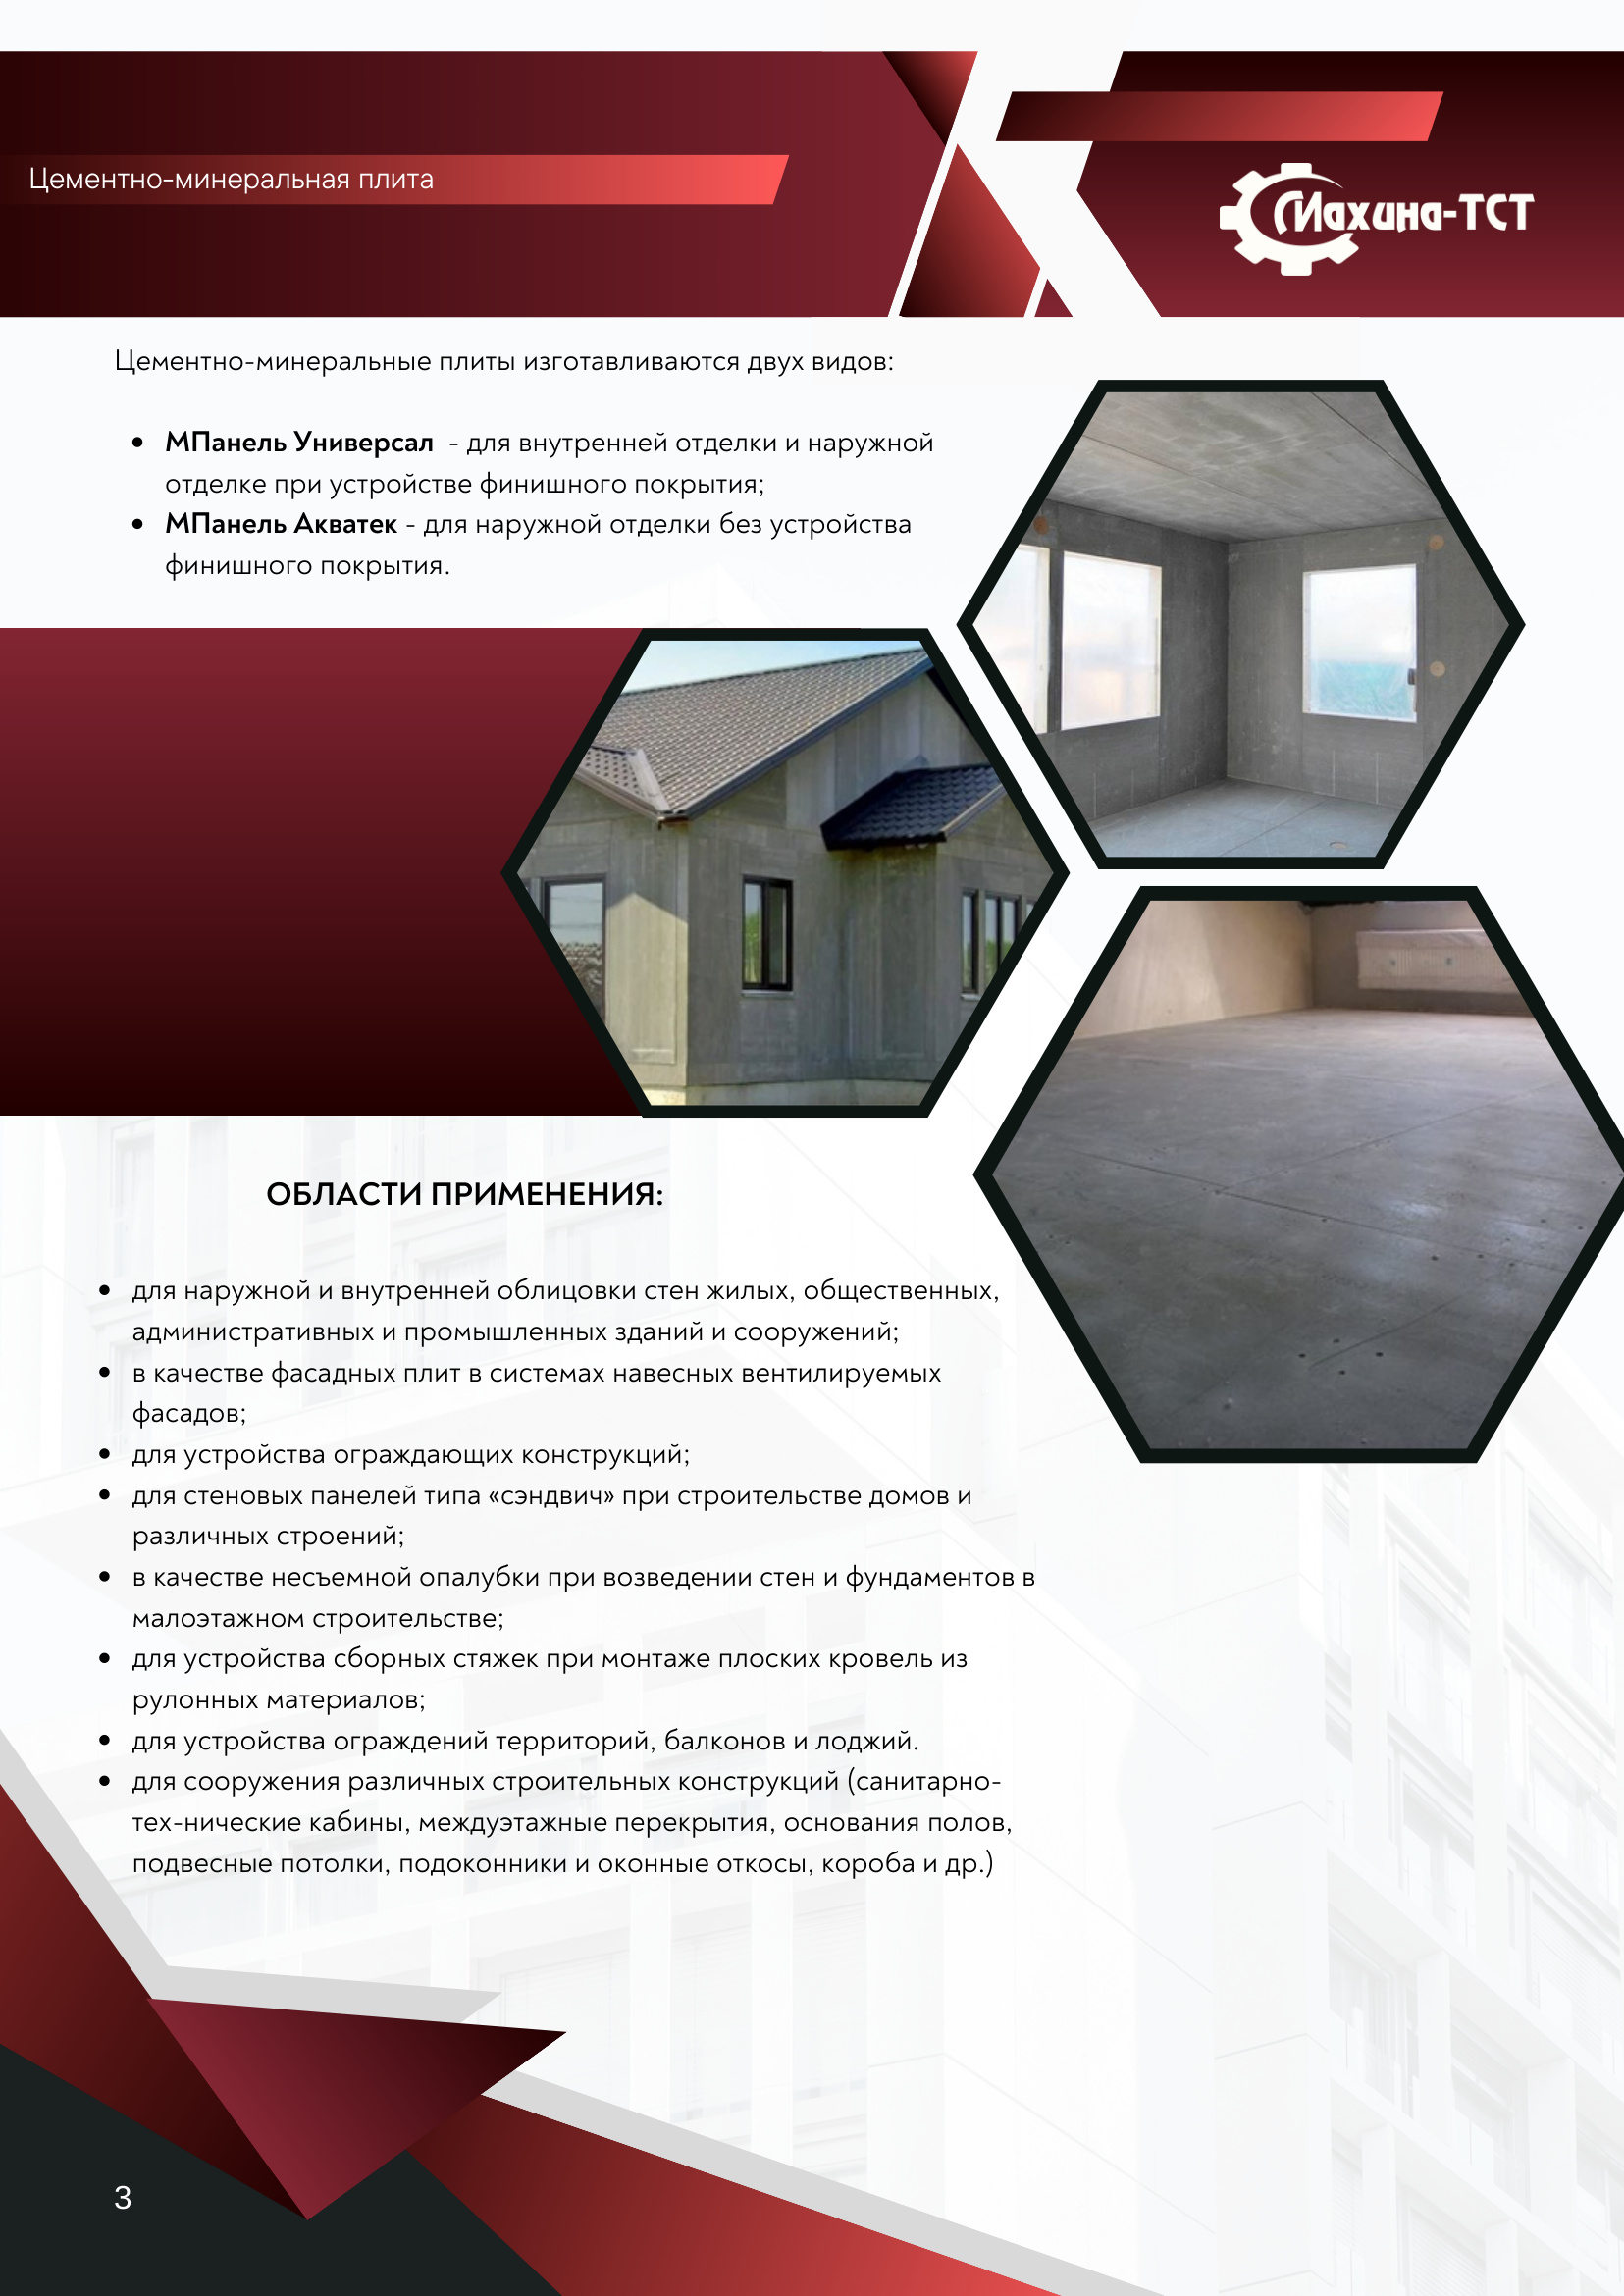 Цементно-минеральная плита
Махина-ТСТ
Цементно-минеральные плиты изготавливаются двух видов:
• МПанель Универсал - для внутренней отделки и наружной
отделке при устройстве финишного покрытия;
• МПанель Акватек - для наружной отделки без устройства
финишного покрытия.
ОБЛАСТИ ПРИМЕНЕНИЯ:
• для наружной и внутренней облицовки стен жилых, общественных,
административных и промышленных зданий и сооружений;
• в качестве фасадных плит в системах навесных вентилируемых
фасадов;
• для устройства ограждающих конструкций;
• для стеновых панелей типа «сэндвич» при строительстве домов и
различных строений;
• в качестве несъемной опалубки при возведении стен и фундаментов в
малоэтажном строительстве;
• для устройства сборных стяжек при монтаже плоских кровель из
рулонных материалов;
• для устройства ограждений территорий, балконов и лоджий.
• для сооружения различных строительных конструкций (санитарно-
тех-нические кабины, междуэтажные перекрытия, основания полов,
подвесные потолки, подоконники и оконные откосы, короба и др.)
3